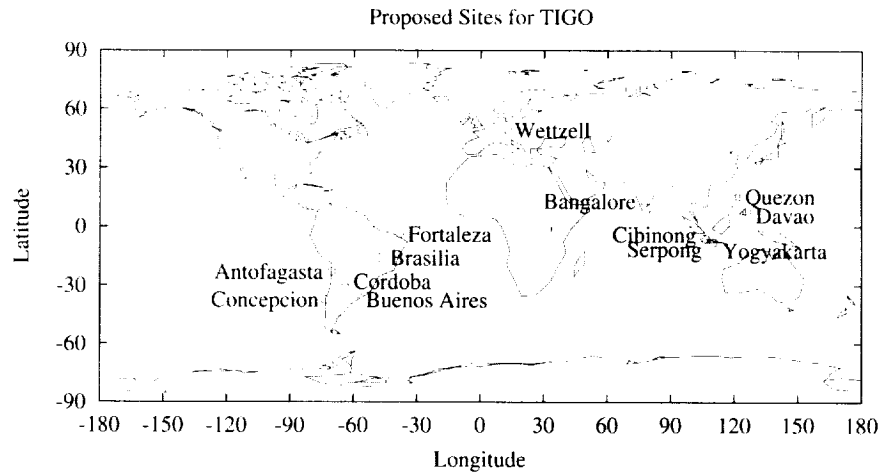 Proposed Sites for TIGO
90
60
30
0
-30
-60
-90
Latitude
Wettzell
Bangalore
Quezon
Davao
Fortaleza
Cibinong
Brasilia
Serpong
Yogyakarta
Antofagasta
Cordoba
Concepcion
Buenos Aires
-180 -150 -120 -90 -60 -30 0 30 60 90 120 150 180
Longitude